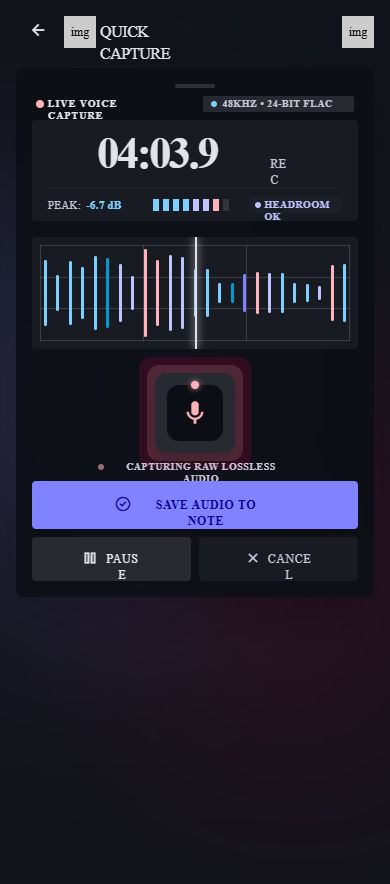 img
QUICK
CAPTURE
img
LIVE VOICE
CAPTURE
48KHZ • 24-BIT FLAC
04:03.9
RE
C
PEAK: -6.7 dB
HEADROOM
OK
CAPTURING RAW LOSSLESS
AUDIO
SAVE AUDIO TO
NOTE
PAUS
E
CANCE
L